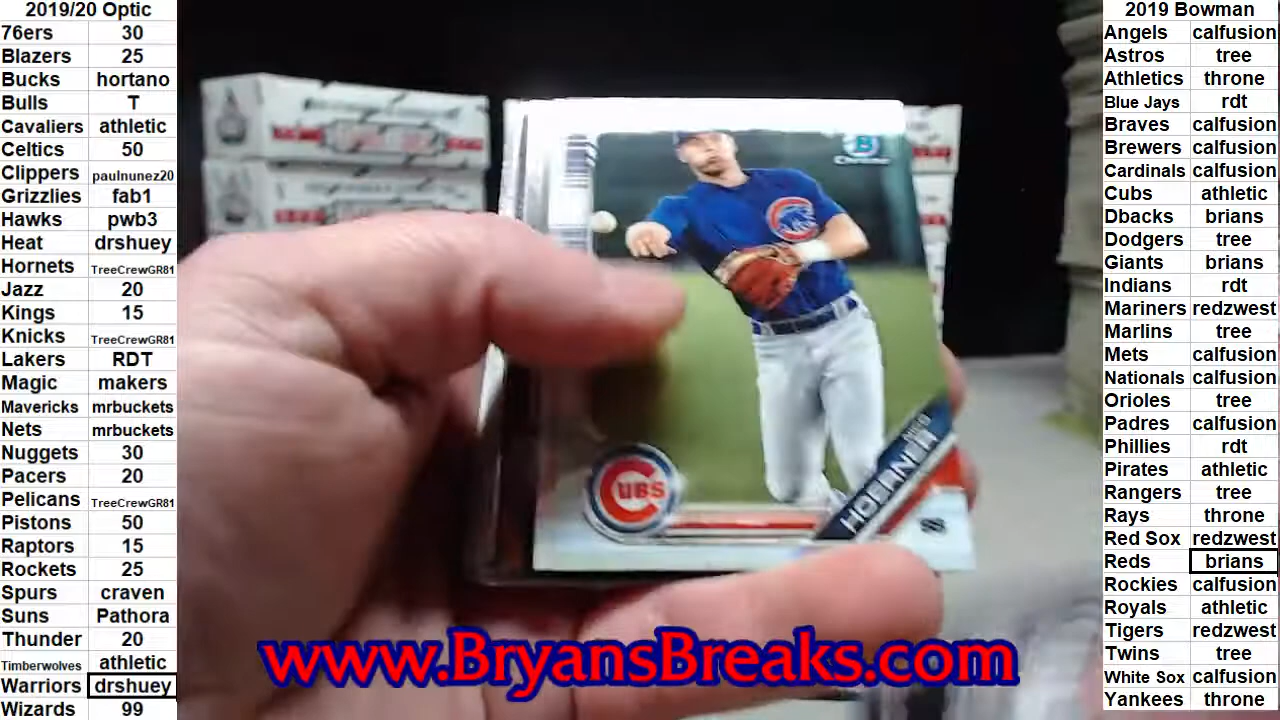 2019/20 Optic
76ers 30
Blazers 25
Bucks hortano
Bulls T
Cavaliers athletic
Celtics 50
Clippers paulnunez20
Grizzlies fab1
Hawks pwb3
Heat drshuey
Hornets TreeCrewGR81
Jazz 20
Kings 15
Knicks TreeCrewGR81
Lakers RDT
Magic makers
Mavericks mrbuckets
Nets mrbuckets
Nuggets 30
Pacers 20
Pelicans TreeCrewGR81
Pistons 50
Raptors 15
Rockets 25
Spurs craven
Suns Pathora
Thunder 20
Timberwolves athletic
Warriors drshuey
Wizards 99
B
Chrome
C
CUBS
HOERNER
SS
www.BryansBreaks.com
2019 Bowman
Angels calfusion
Astros tree
Athletics throne
Blue Jays rdt
Braves calfusion
Brewers calfusion
Cardinals calfusion
Cubs athletic
Dbacks brians
Dodgers tree
Giants brians
Indians rdt
Mariners redzwest
Marlins tree
Mets calfusion
Nationals calfusion
Orioles tree
Padres calfusion
Phillies rdt
Pirates athletic
Rangers tree
Rays throne
Red Sox redzwest
Reds brians
Rockies calfusion
Royals athletic
Tigers redzwest
Twins tree
White Sox calfusion
Yankees throne